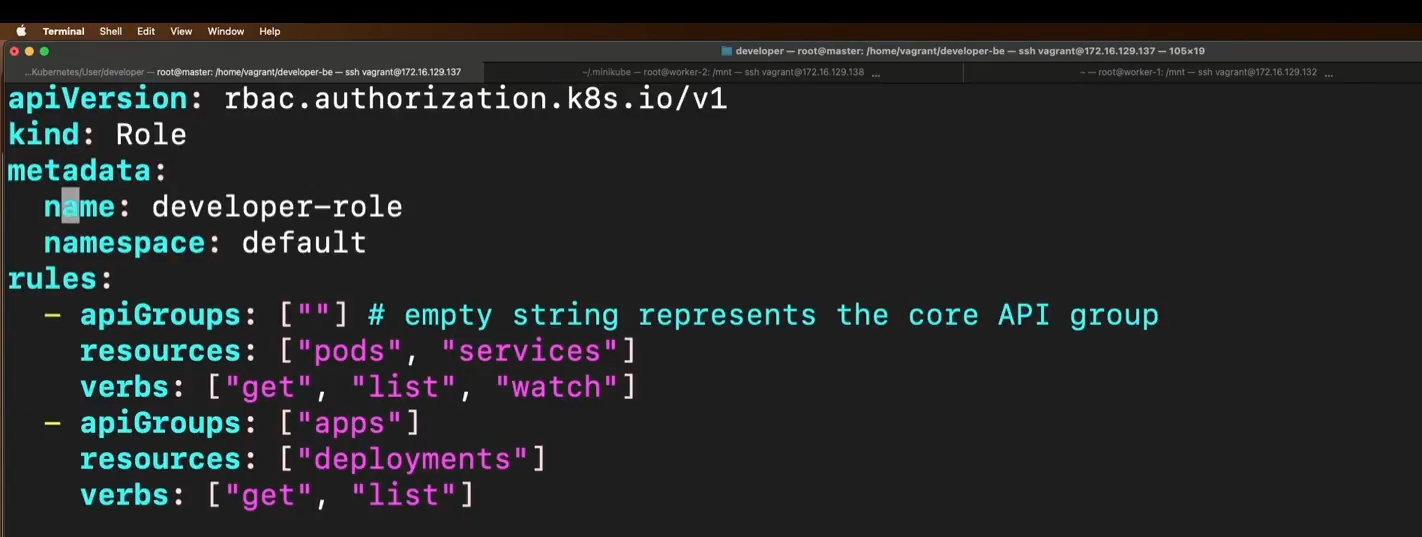 Terminal Shell Edit View Window Help
developer — root@master: /home/vagrant/developer-be — ssh vagrant@172.16.129.137 — 105×19
...Kubernetes/User/developer — root@master: /home/vagrant/developer-be — ssh vagrant@172.16.129.137
~/.minikube — root@worker-2: /mnt — ssh vagrant@172.16.129.138 ...
~ — root@worker-1: /mnt — ssh vagrant@172.16.129.132 ...
apiVersion: rbac.authorization.k8s.io/v1
kind: Role
metadata:
  name: developer-role
  namespace: default
rules:
  - apiGroups: [""] # empty string represents the core API group
    resources: ["pods", "services"]
    verbs: ["get", "list", "watch"]
  - apiGroups: ["apps"]
    resources: ["deployments"]
    verbs: ["get", "list"]